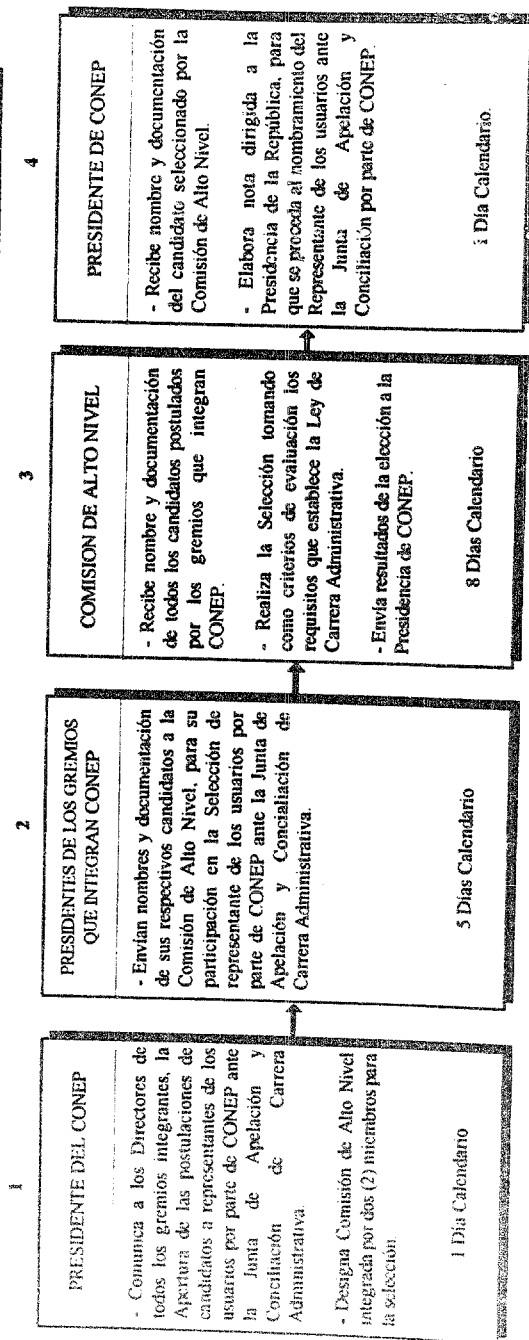 1
PRESIDENTE DEL CONEP
- Comunica a los Directores de
todos los gremios integrantes, la
Apertura de las postulaciones de
candidatos a representantes de los
usuarios por parte de CONEP ante
la Junta de Apelación y
Conciliación de Carrera
Administrativa.
- Designa Comisión de Alto Nivel
integrada por dos (2) miembros para
la selección
1 Día Calendario
2
PRESIDENTES DE LOS GREMIOS
QUE INTEGRAN CONEP
- Envían nombres y documentación
de sus respectivos candidatos a la
Comisión de Alto Nivel, para su
participación en la Selección de
representante de los usuarios por
parte de CONEP ante la Junta de
Apelación y Concialiación de
Carrera Administrativa.
5 Días Calendario
3
COMISION DE ALTO NIVEL
- Recibe nombre y documentación
de todos los candidatos postulados
por los gremios que integran
CONEP.
- Realiza la Selección tomando
como criterios de evaluación los
requisitos que establece la Ley de
Carrera Administrativa.
- Envía resultados de la elección a la
Presidencia de CONEP.
8 Días Calendario
4
PRESIDENTE DE CONEP
- Recibe nombre y documentación
del candidato seleccionado por la
Comisión de Alto Nivel.
- Elabora nota dirigida a la
Presidencia de la República, para
que se proceda al nombramiento del
Representante de los usuarios ante
la Junta de Apelación y
Conciliación por parte de CONEP.
1 Día Calendario.